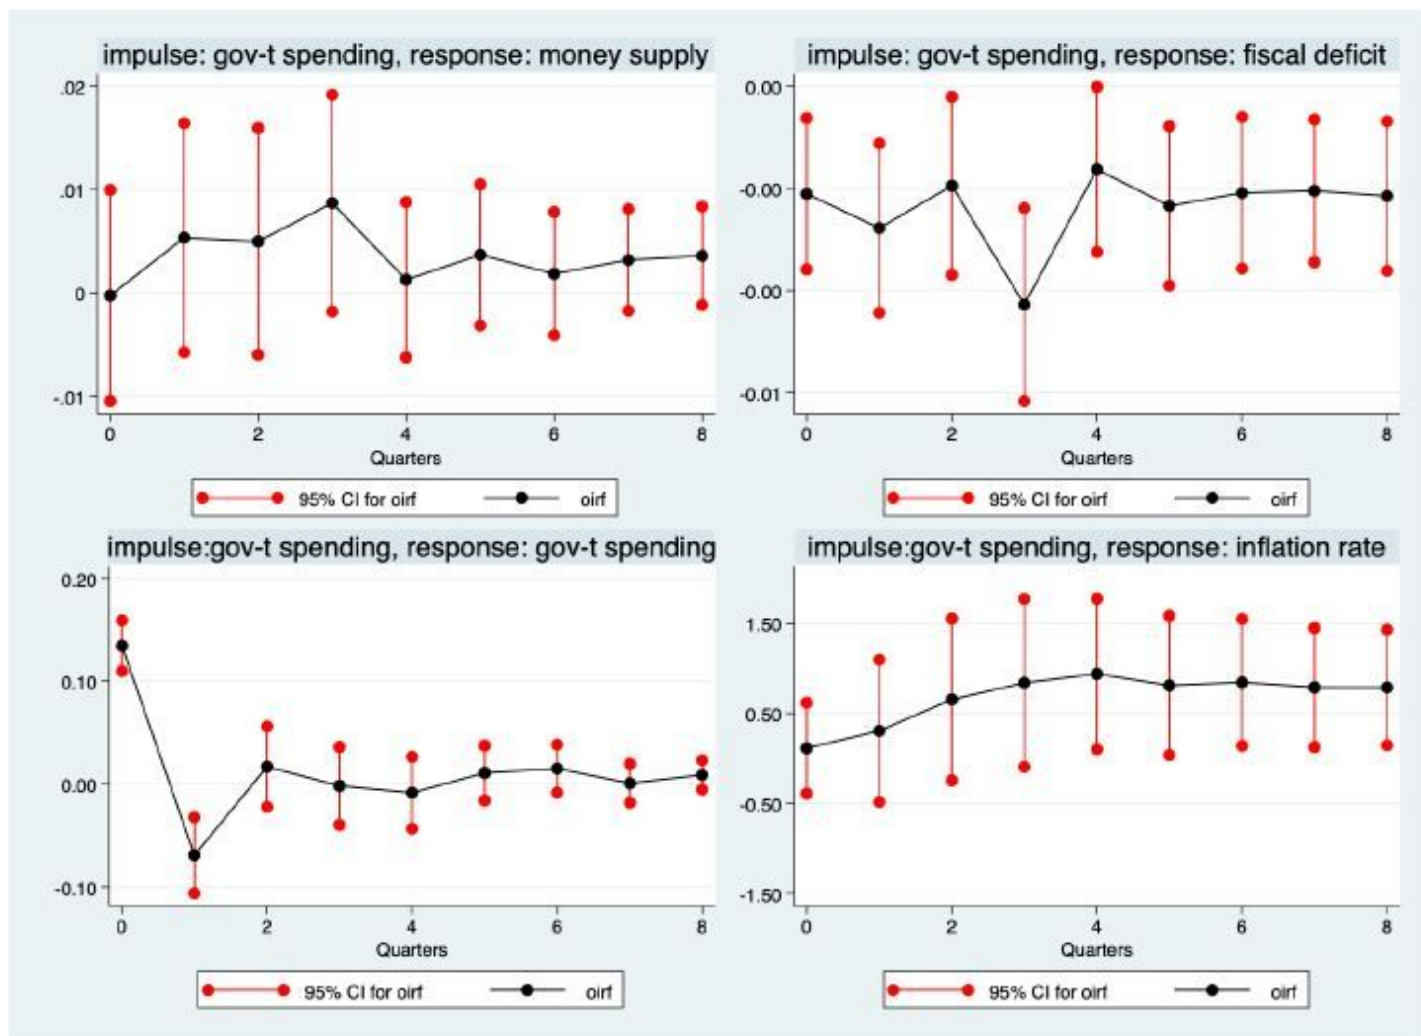 impulse: gov-t spending, response: money supply
.02
.01
0
-.01
0 2 4 6 8
Quarters
95% CI for oirf oirf
impulse: gov-t spending, response: fiscal deficit
0.00
-0.00
-0.00
-0.01
0 2 4 6 8
Quarters
95% CI for oirf oirf
impulse:gov-t spending, response: gov-t spending
0.20
0.10
0.00
-0.10
0 2 4 6 8
Quarters
95% CI for oirf oirf
impulse:gov-t spending, response: inflation rate
1.50
0.50
-0.50
-1.50
0 2 4 6 8
Quarters
95% CI for oirf oirf